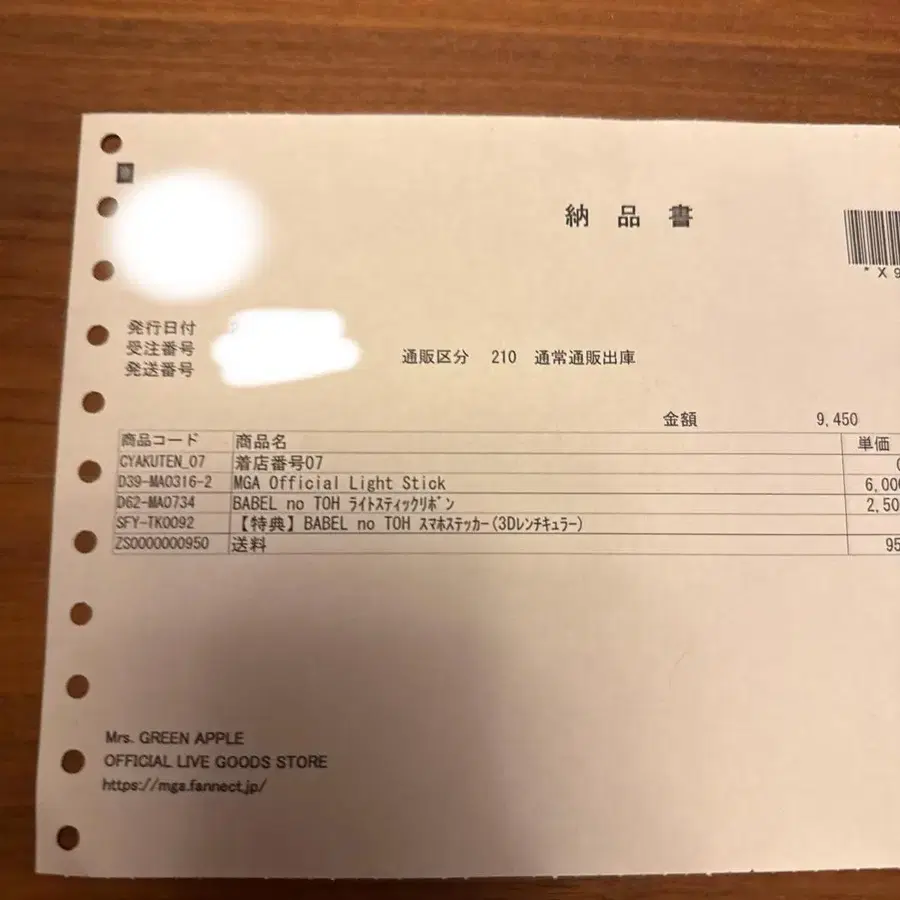 納品書
* X 9
発行日付
受注番号
発送番号
通販区分 210 通常通販出庫
金額 9,450
商品コード 商品名 単価
CYAKUTEN_07 着店番号07
D39-MA0316-2 MGA Official Light Stick 6,00
D62-MA0734 BABEL no TOH ﾗｲﾄｽﾃｨｯｸﾘﾎﾞﾝ 2,50
SFY-TK0092 【特典】BABEL no TOH ｽﾏﾎｽﾃｯｶｰ(3Dﾚﾝﾁｷｭﾗｰ)
ZS0000000950 送料 95
Mrs. GREEN APPLE
OFFICIAL LIVE GOODS STORE
https://mga.fannect.jp/